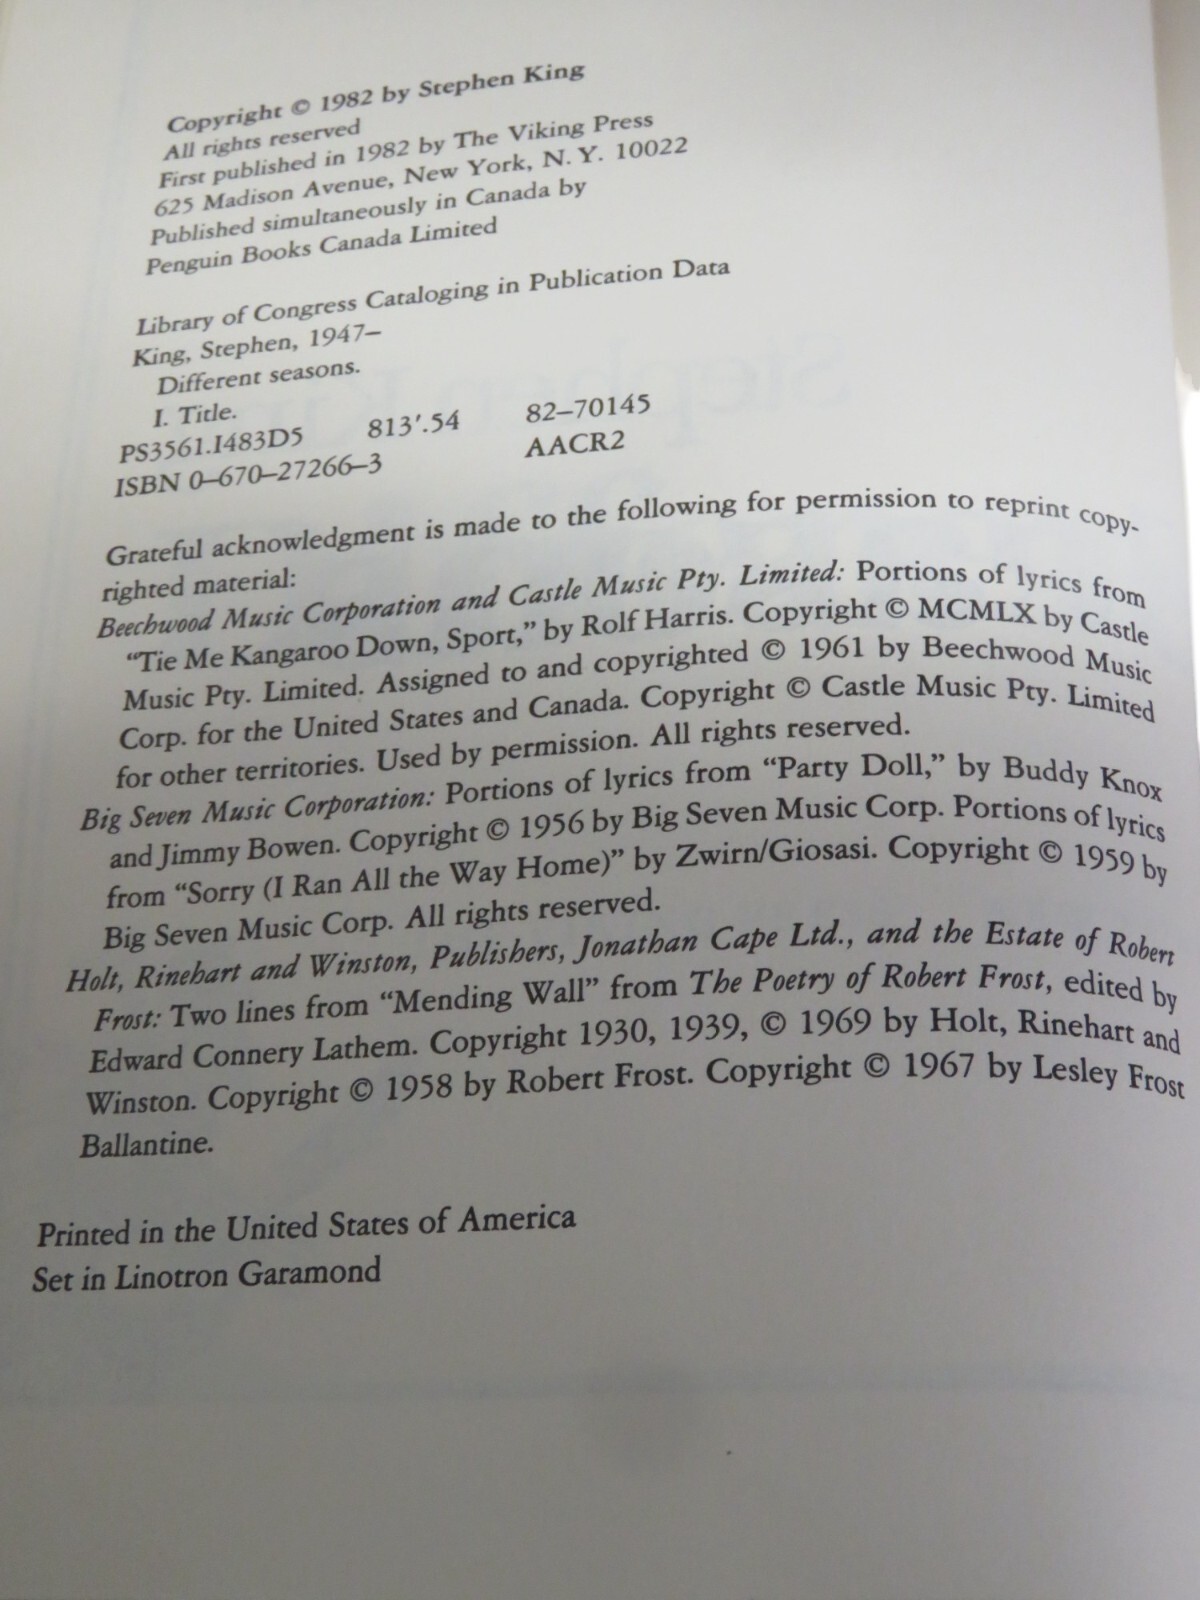 Copyright © 1982 by Stephen King
All rights reserved
First published in 1982 by The Viking Press
625 Madison Avenue, New York, N. Y. 10022
Published simultaneously in Canada by
Penguin Books Canada Limited
Library of Congress Cataloging in Publication Data
King, Stephen, 1947–
Different seasons.
I. Title.
PS3561.I483D5 813'.54 82–70145
ISBN 0–670–27266–3 AACR2
Grateful acknowledgment is made to the following for permission to reprint copy-
righted material:
Beechwood Music Corporation and Castle Music Pty. Limited: Portions of lyrics from
“Tie Me Kangaroo Down, Sport,” by Rolf Harris. Copyright © MCMLX by Castle
Music Pty. Limited. Assigned to and copyrighted © 1961 by Beechwood Music
Corp. for the United States and Canada. Copyright © Castle Music Pty. Limited
for other territories. Used by permission. All rights reserved.
Big Seven Music Corporation: Portions of lyrics from “Party Doll,” by Buddy Knox
and Jimmy Bowen. Copyright © 1956 by Big Seven Music Corp. Portions of lyrics
from “Sorry (I Ran All the Way Home)” by Zwirn/Giosasi. Copyright © 1959 by
Big Seven Music Corp. All rights reserved.
Holt, Rinehart and Winston, Publishers, Jonathan Cape Ltd., and the Estate of Robert
Frost: Two lines from “Mending Wall” from The Poetry of Robert Frost, edited by
Edward Connery Lathem. Copyright 1930, 1939, © 1969 by Holt, Rinehart and
Winston. Copyright © 1958 by Robert Frost. Copyright © 1967 by Lesley Frost
Ballantine.
Printed in the United States of America
Set in Linotron Garamond